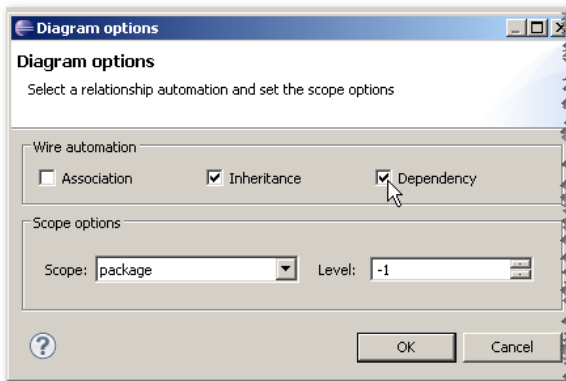 Diagram options
Diagram options
Select a relationship automation and set the scope options
Wire automation
Association Inheritance Dependency
Scope options
Scope: package Level: -1
? OK Cancel